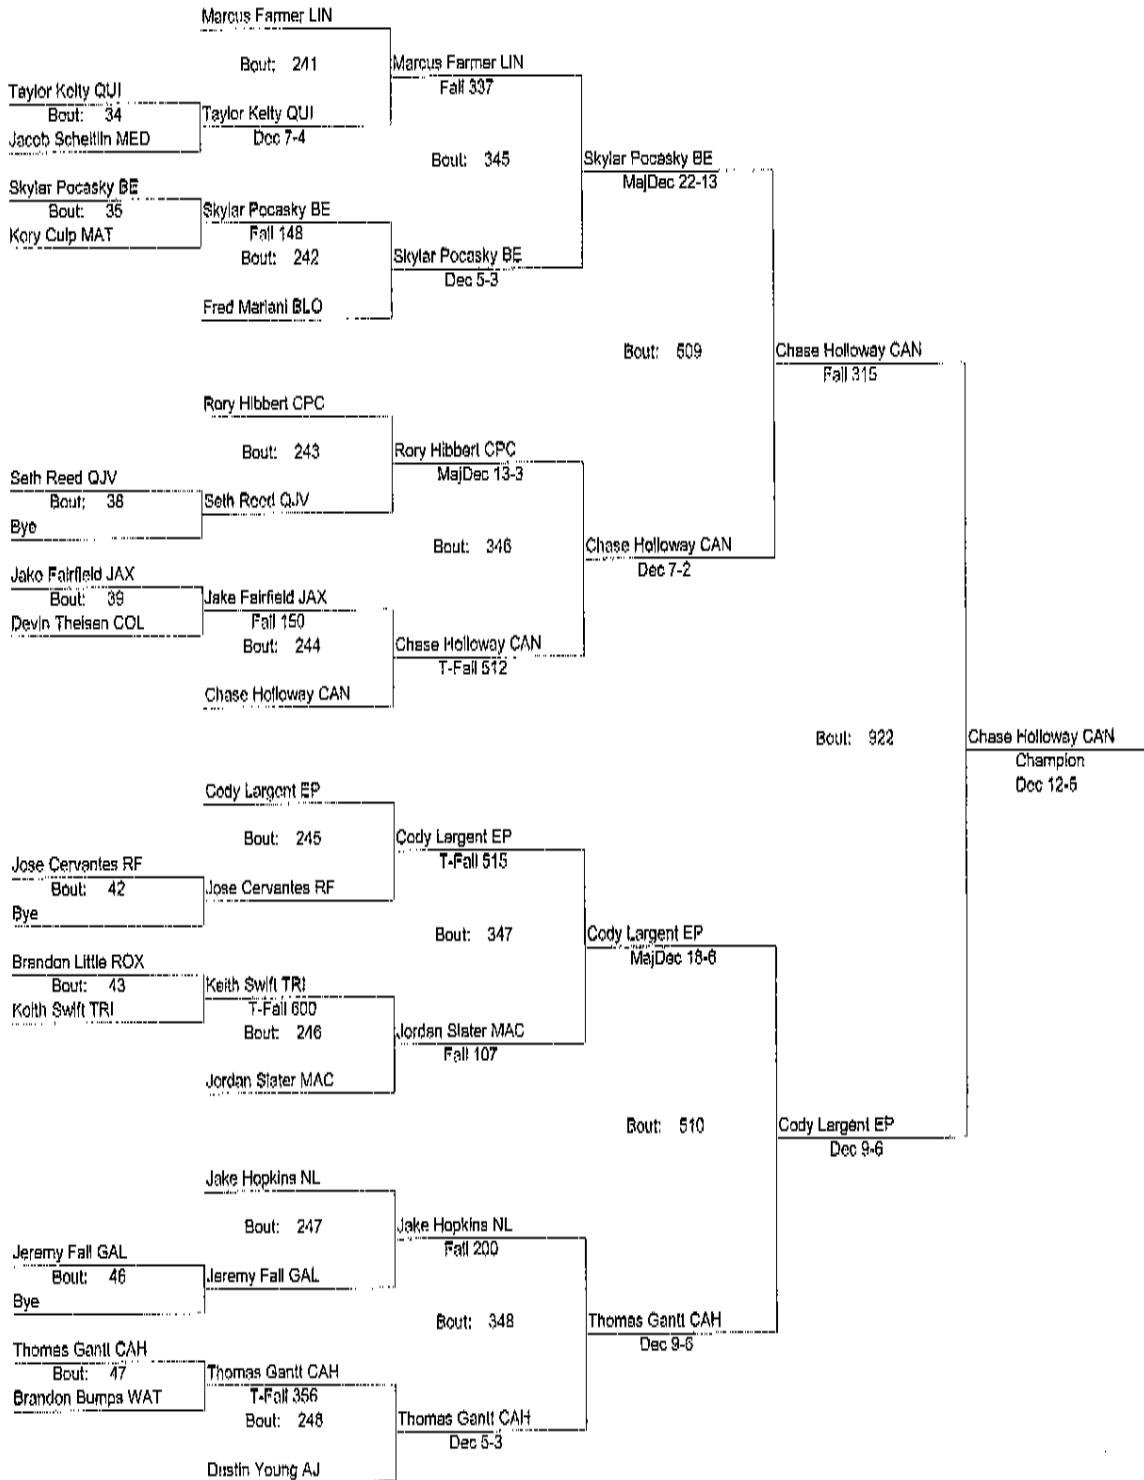 Marcus Farmer LIN
Bout: 241
Marcus Farmer LIN
Fall 337
Taylor Kelty QUI
Bout: 34
Jacob Scheitlin MED
Taylor Kelty QUI
Dec 7-4
Bout: 345
Skylar Pocasky BE
MajDec 22-13
Skylar Pocasky BE
Bout: 35
Kory Culp MAT
Skylar Pocasky BE
Fall 148
Bout: 242
Skylar Pocasky BE
Dec 5-3
Fred Mariani BLO
Bout: 509
Chase Holloway CAN
Fall 315
Rory Hibbert CPC
Bout: 243
Rory Hibbert CPC
MajDec 13-3
Seth Reed QJV
Bout: 38
Bye
Seth Reed QJV
Bout: 346
Chase Holloway CAN
Dec 7-2
Jake Fairfield JAX
Bout: 39
Devin Theisen COL
Jake Fairfield JAX
Fall 150
Bout: 244
Chase Holloway CAN
T-Fall 512
Chase Holloway CAN
Bout: 922
Chase Holloway CAN
Champion
Dec 12-6
Cody Largent EP
Bout: 245
Cody Largent EP
T-Fall 515
Jose Cervantes RF
Bout: 42
Bye
Jose Cervantes RF
Bout: 347
Cody Largent EP
MajDec 18-6
Brandon Little ROX
Bout: 43
Keith Swift TRI
Keith Swift TRI
T-Fall 600
Bout: 246
Jordan Slater MAC
Fall 107
Jordan Slater MAC
Bout: 510
Cody Largent EP
Dec 9-6
Jake Hopkins NL
Bout: 247
Jake Hopkins NL
Fall 200
Jeremy Fall GAL
Bout: 46
Bye
Jeremy Fall GAL
Bout: 348
Thomas Gantt CAH
Dec 9-6
Thomas Gantt CAH
Bout: 47
Brandon Bumps WAT
Thomas Gantt CAH
T-Fall 356
Bout: 248
Thomas Gantt CAH
Dec 5-3
Dustin Young AJ